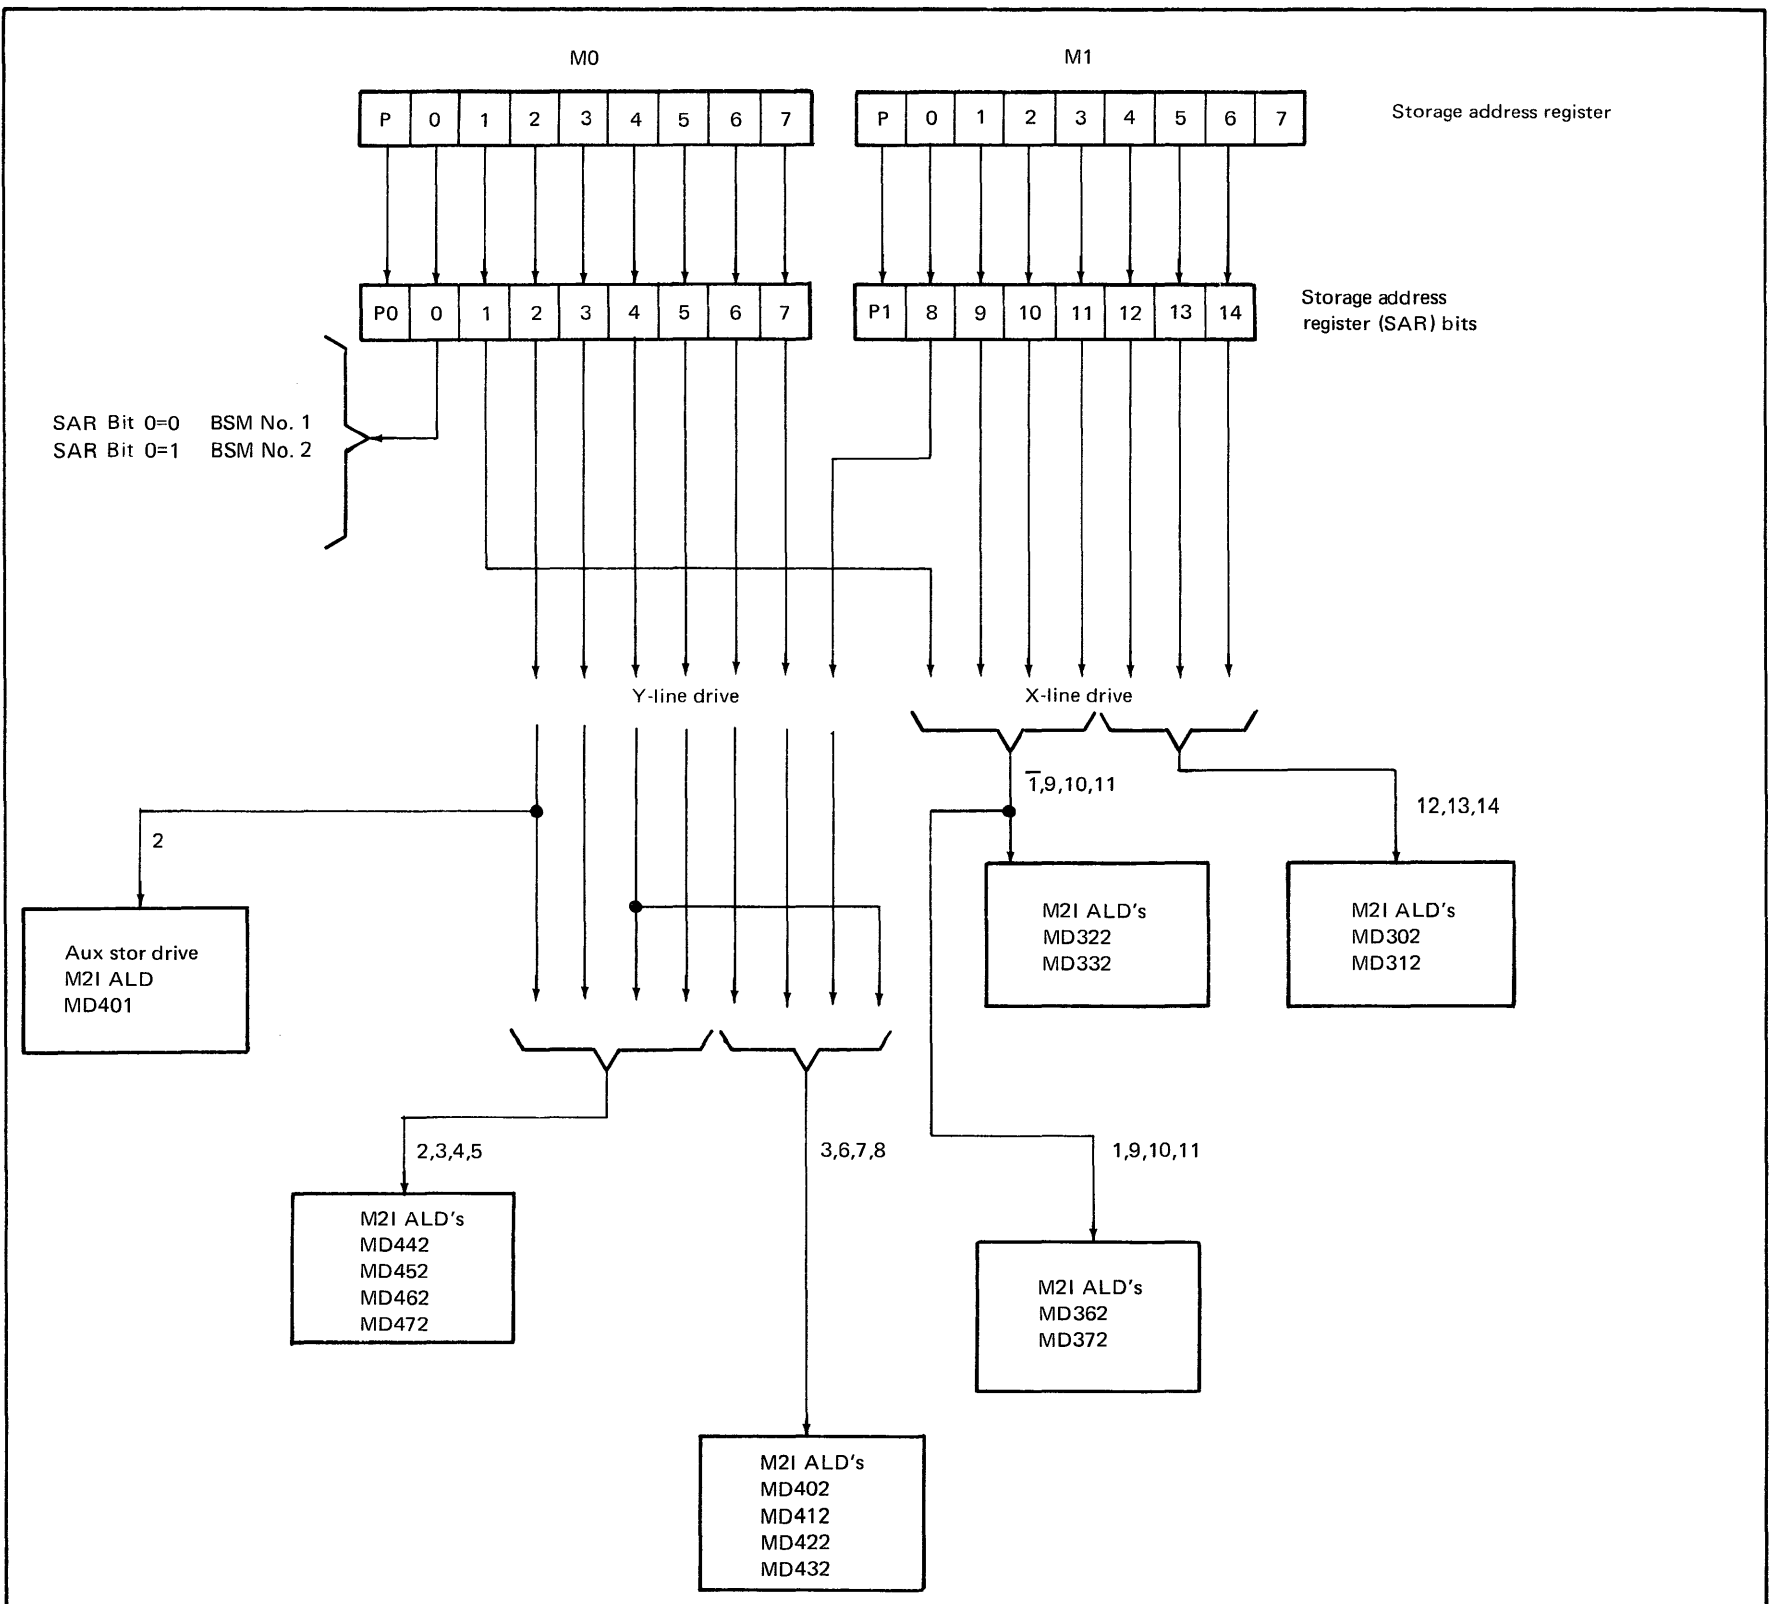 M0
M1
P 0 1 2 3 4 5 6 7
P 0 1 2 3 4 5 6 7
Storage address register
P0 0 1 2 3 4 5 6 7
P1 8 9 10 11 12 13 14
Storage address
register (SAR) bits
SAR Bit 0=0 BSM No. 1
SAR Bit 0=1 BSM No. 2
Y-line drive
X-line drive
1̅,9,10,11
12,13,14
2
M2I ALD's
MD322
MD332
M2I ALD's
MD302
MD312
Aux stor drive
M2I ALD
MD401
2,3,4,5
3,6,7,8
1,9,10,11
M2I ALD's
MD442
MD452
MD462
MD472
M2I ALD's
MD362
MD372
M2I ALD's
MD402
MD412
MD422
MD432